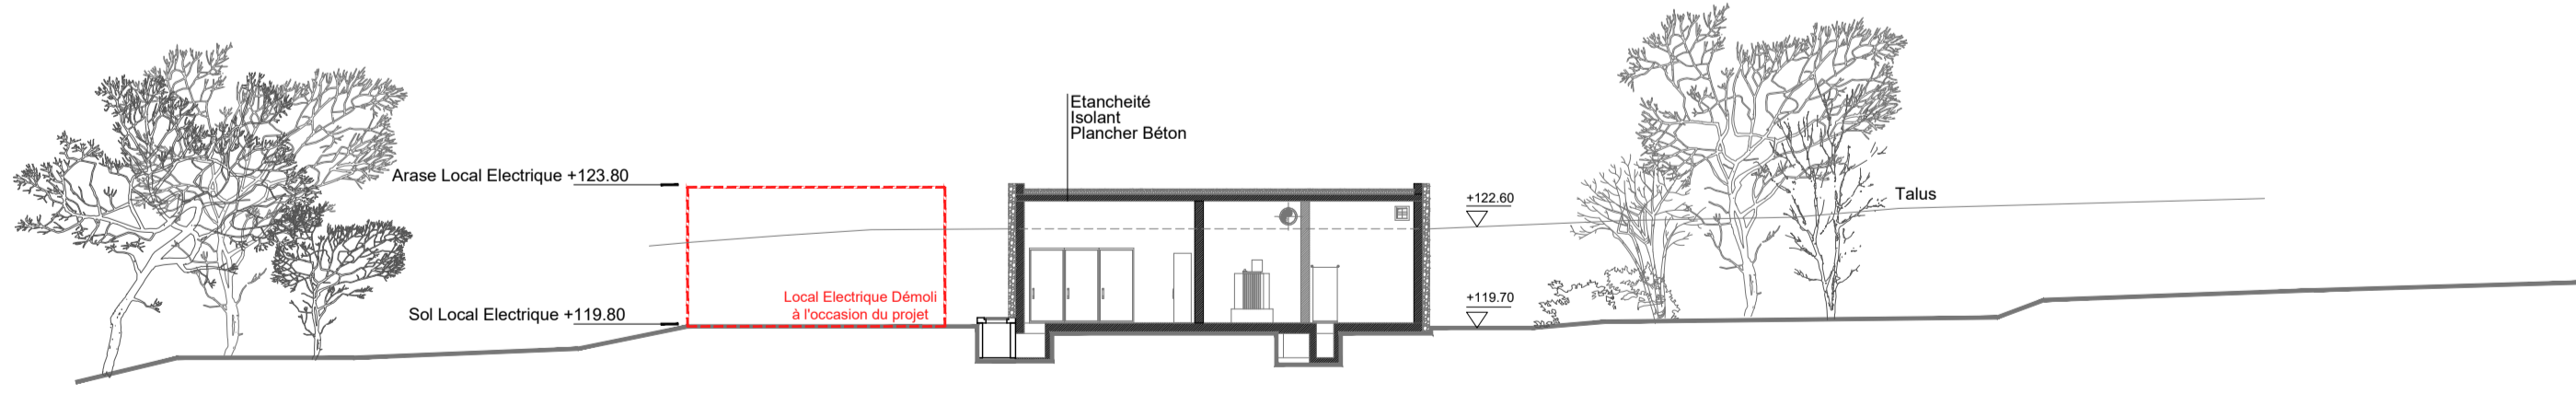 Etancheité
Isolant
Plancher Béton
Arase Local Electrique +123.80
+122.60
Talus
Local Electrique Démoli
à l'occasion du projet
+119.70
Sol Local Electrique +119.80